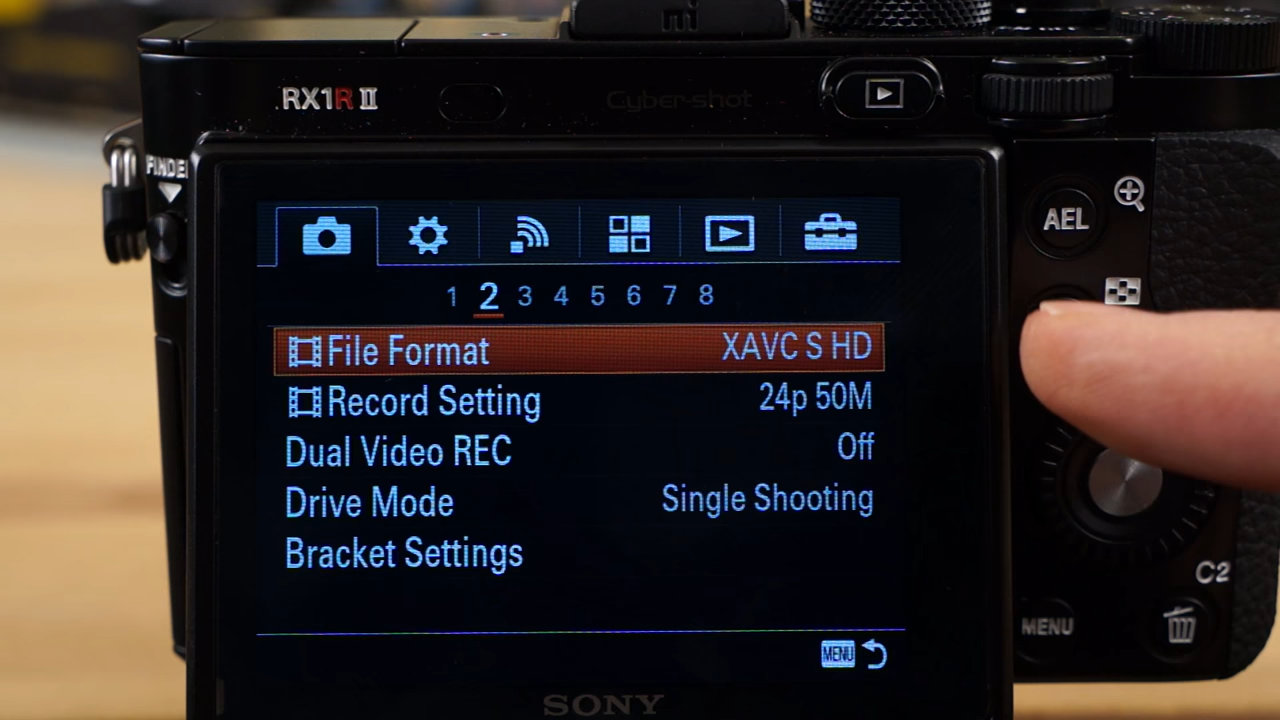 mi
RX1R II
Cyber-shot
FINDER
AEL
1 2 3 4 5 6 7 8
File Format XAVC S HD
Record Setting 24p 50M
Dual Video REC Off
Drive Mode Single Shooting
Bracket Settings
C2
MENU
MENU
SONY